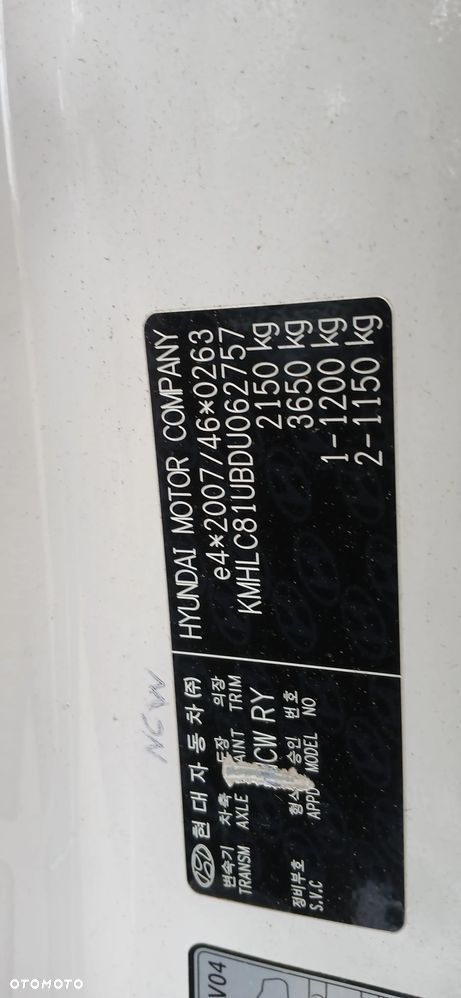 HYUNDAI MOTOR COMPANY
e4*2007/46*0263
KMHLC81UBDU062757
2150 kg
3650 kg
1-1200 kg
2-1150 kg
현대자동차(주)
변속기 차축 도장 의장
TRANSM AXLE PAINT TRIM
CW RY
형식 승인 번호
APPD MODEL NO
정비부호
S.V.C
NCW
V04
OTOMOTO